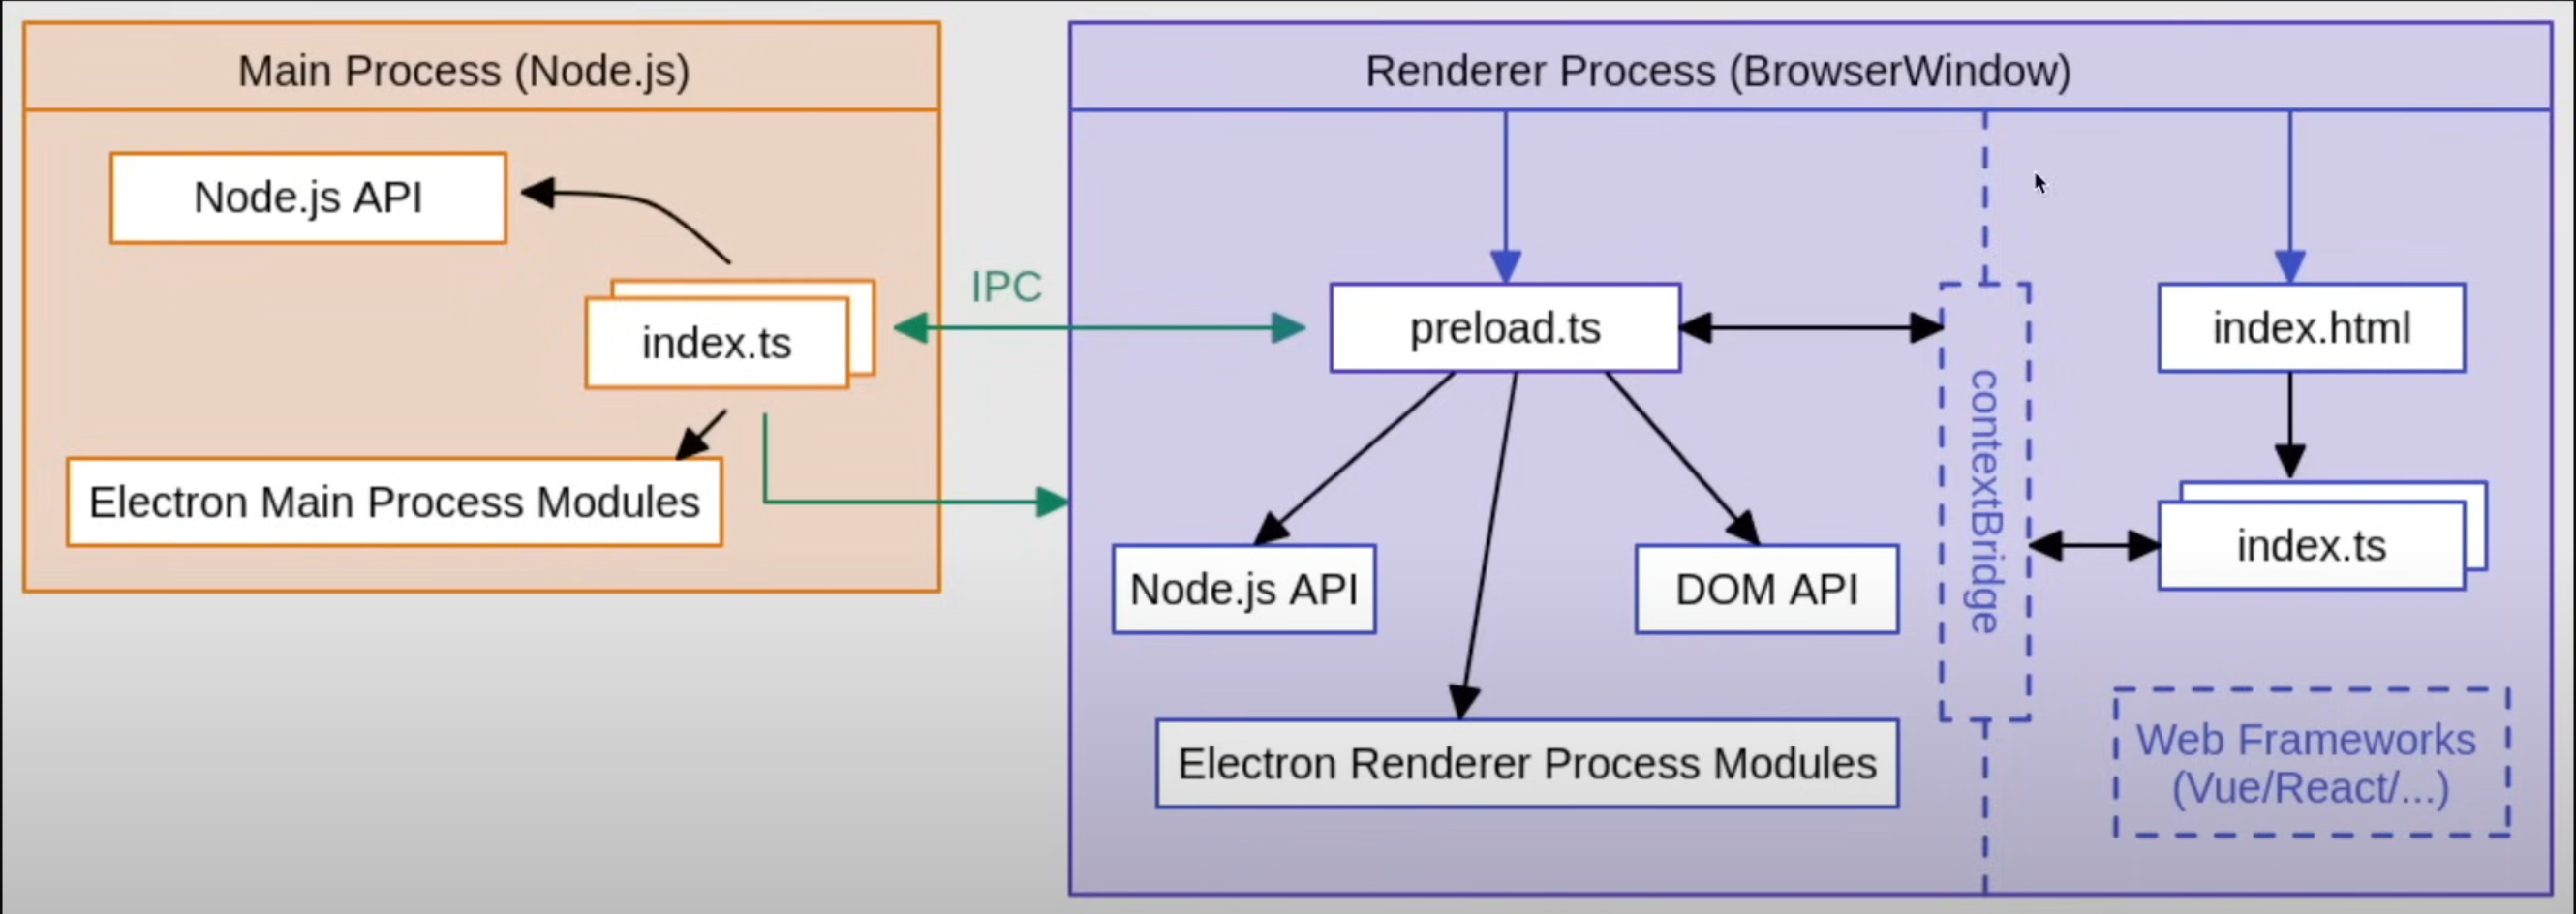 Main Process (Node.js)
Node.js API
index.ts
Electron Main Process Modules
IPC
Renderer Process (BrowserWindow)
preload.ts
Node.js API
DOM API
Electron Renderer Process Modules
contextBridge
index.html
index.ts
Web Frameworks
(Vue/React/...)